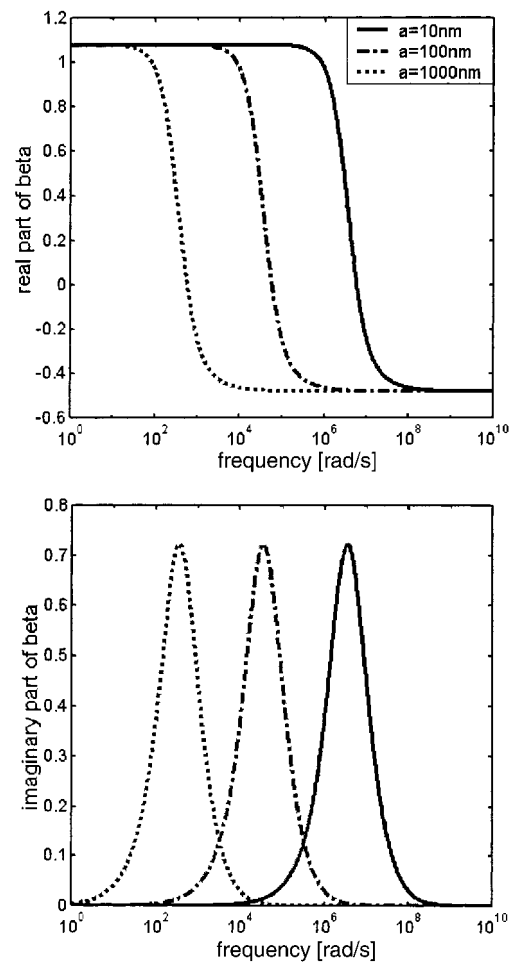 1.2
1
0.8
0.6
0.4
0.2
0
-0.2
-0.4
-0.6
real part of beta
a=10nm
a=100nm
a=1000nm
10^0 10^2 10^4 10^6 10^8 10^10
frequency [rad/s]
0.8
0.7
0.6
0.5
0.4
0.3
0.2
0.1
0
imaginary part of beta
10^0 10^2 10^4 10^6 10^8 10^10
frequency [rad/s]